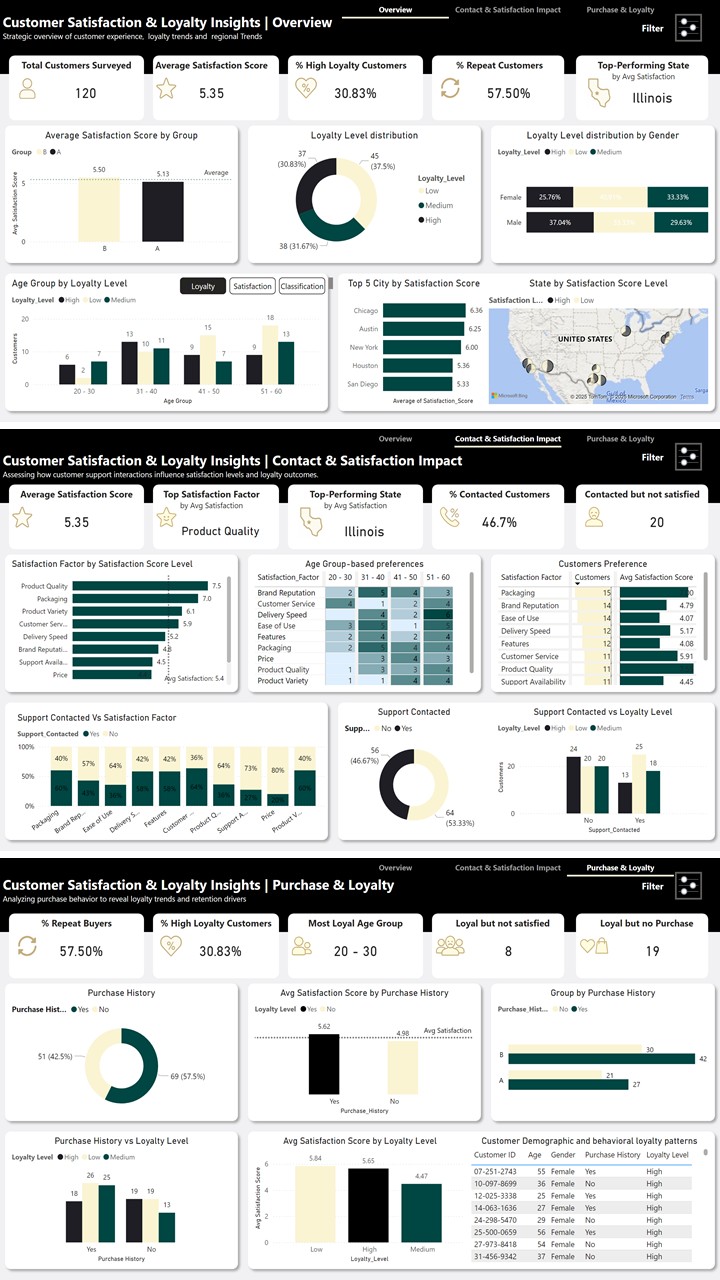 Overview
Contact & Satisfaction Impact
Purchase & Loyalty
Customer Satisfaction & Loyalty Insights | Overview
Strategic overview of customer experience, loyalty trends and regional Trends
Filter
Total Customers Surveyed
120
Average Satisfaction Score
5.35
% High Loyalty Customers
30.83%
% Repeat Customers
57.50%
Top-Performing State
by Avg Satisfaction
Illinois
Average Satisfaction Score by Group
Group B A
Avg. Satisfaction Score
5
0
5.50
5.13
Average
B A
Loyalty Level distribution
37
(30.83%)
45
(37.5%)
38 (31.67%)
Loyalty_Level
Low
Medium
High
Loyalty Level distribution by Gender
Loyalty_Level High Low Medium
Female 25.76% 33.33%
Male 37.04% 29.63%
Age Group by Loyalty Level
Loyalty Satisfaction Classification
Loyalty_Level High Low Medium
Customers
20
10
0
6 2 7
13 10 11
9 15 7
9 18 13
20 - 30 31 - 40 41 - 50 51 - 60
Age Group
Top 5 City by Satisfaction Score
Chicago 6.36
Austin 6.25
New York 6.00
Houston 5.36
San Diego 5.33
Average of Satisfaction_Score
State by Satisfaction Score Level
Satisfaction L... High Low
UNITED STATES
Gulf of
Mexico
Sarga
Microsoft Bing
© 2025 TomTom, © 2025 Microsoft Corporation Terms
Overview
Contact & Satisfaction Impact
Purchase & Loyalty
Customer Satisfaction & Loyalty Insights | Contact & Satisfaction Impact
Assessing how customer support interactions influence satisfaction levels and loyalty outcomes.
Filter
Average Satisfaction Score
5.35
Top Satisfaction Factor
by Avg Satisfaction
Product Quality
Top-Performing State
by Avg Satisfaction
Illinois
% Contacted Customers
46.7%
Contacted but not satisfied
20
Satisfaction Factor by Satisfaction Score Level
Product Quality 7.5
Packaging 7.0
Product Variety 6.1
Customer Serv... 5.9
Delivery Speed 5.2
Brand Reputati... 4.8
Support Availa... 4.5
Price
Avg Satisfaction: 5.4
Age Group-based preferences
Satisfaction_Factor 20 - 30 31 - 40 41 - 50 51 - 60
Brand Reputation 2 5 4 3
Customer Service 4 1 2 4
Delivery Speed 4 2
Ease of Use 3 5 1 5
Features 2 2 4 4
Packaging 2 5 4 4
Price 3 3 4
Product Quality 1 3 4 3
Product Variety 1 1 4 4
Customers Preference
Satisfaction Factor Customers Avg Satisfaction Score
Packaging 15
Brand Reputation 14 4.79
Ease of Use 14 4.07
Delivery Speed 12 5.17
Features 12 4.08
Customer Service 11 5.91
Product Quality 11
Support Availability 11 4.45
Support Contacted Vs Satisfaction Factor
Support_Contacted Yes No
100%
50%
0%
40% 57% 64% 42% 42% 36% 64% 73% 80% 40%
Packaging
Brand Rep...
Ease of Use
Delivery S...
Features
Customer ...
Product Q...
Support A...
Price
Product V...
Support Contacted
Supp... No Yes
56
(46.67%)
64
(53.33%)
Support Contacted vs Loyalty Level
Loyalty_Level High Low Medium
Customers
20
0
24 20 20
13 25 18
No Yes
Support_Contacted
Overview
Contact & Satisfaction Impact
Purchase & Loyalty
Customer Satisfaction & Loyalty Insights | Purchase & Loyalty
Analyzing purchase behavior to reveal loyalty trends and retention drivers
Filter
% Repeat Buyers
57.50%
% High Loyalty Customers
30.83%
Most Loyal Age Group
20 - 30
Loyal but not satisfied
8
Loyal but no Purchase
19
Purchase History
Purchase Hist... Yes No
51 (42.5%)
69 (57.5%)
Avg Satisfaction Score by Purchase History
Loyalty Level Yes No
5.62
4.98
Avg Satisfaction
Yes No
Purchase_History
Group by Purchase History
Purchase_Hist... No Yes
B 30
42
A 21
27
Purchase History vs Loyalty Level
Loyalty Level High Low Medium
18 26 25
19 19 13
Yes No
Purchase History
Avg Satisfaction Score by Loyalty Level
Avg Satisfaction Score
6
4
2
0
5.84
5.65
4.47
Low High Medium
Loyalty_Level
Customer Demographic and behavioral loyalty patterns
Customer ID Age Gender Purchase History Loyalty Level
07-251-2743 55 Female Yes High
10-097-8699 36 Female No High
12-025-3338 25 Female Yes High
14-063-1636 27 Female Yes High
24-298-5470 29 Female No High
25-500-0659 56 Female Yes High
27-973-8418 54 Female No High
31-456-9342 37 Female No High